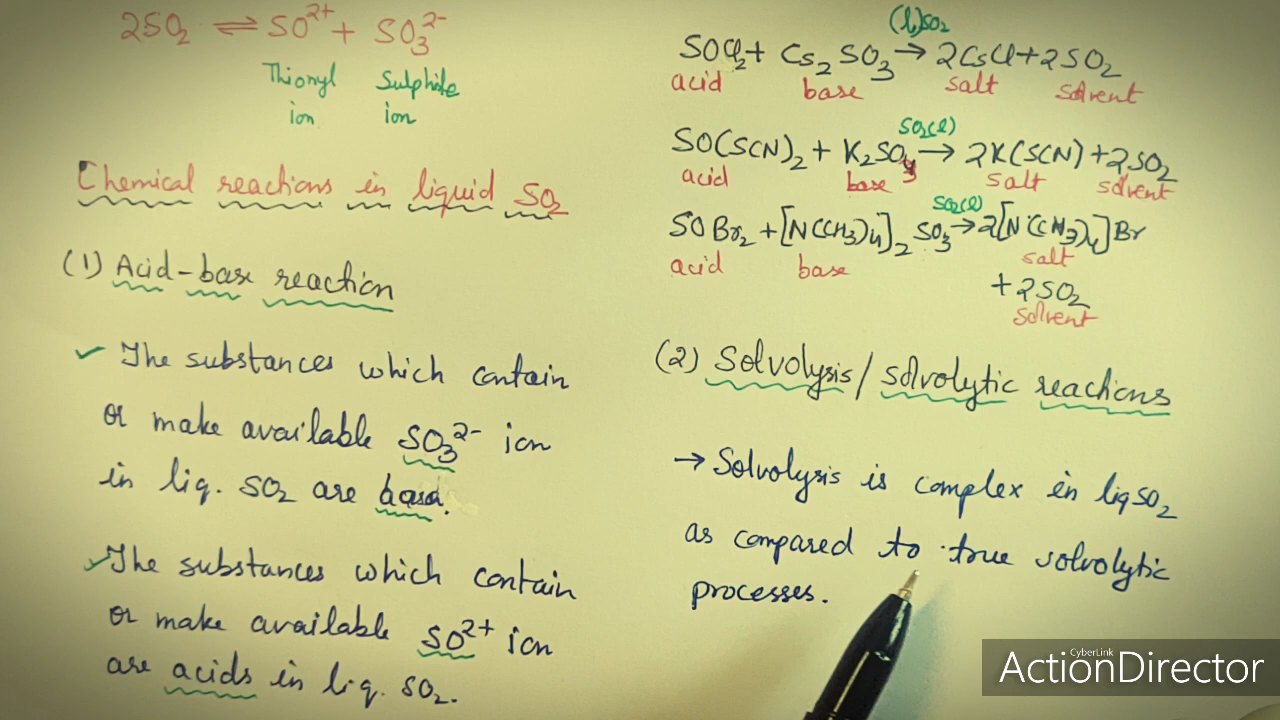 2SO₂ ⇌ SO²⁺ + SO₃²⁻
Thionyl Sulphite
ion ion
Chemical reactions in liquid SO₂
(1) Acid-base reaction
✓ The substances which contain
or make available SO₃²⁻ ion
in liq. SO₂ are base.
✓ The substances which contain
or make available SO²⁺ ion
are acids in liq. SO₂.
(l)SO₂
SOCl₂ + Cs₂SO₃ → 2CsCl + 2SO₂
acid base salt solvent
SO₂(l)
SO(SCN)₂ + K₂SO₃ → 2K(SCN) + 2SO₂
acid base salt solvent
SO₂(l)
SOBr₂ + [N(CH₃)₄]₂ SO₃ → 2[N(CH₃)₄]Br
acid base salt
+ 2SO₂
solvent
(2) Solvolysis / solvolytic reactions
→ Solvolysis is complex in liq SO₂
as compared to true solvolytic
processes.
CyberLink
ActionDirector